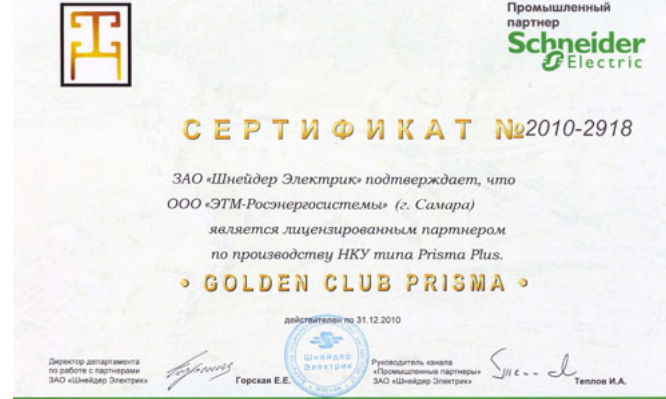 Промышленный
партнер
Schneider
Electric
СЕРТИФИКАТ №2010-2918
ЗАО «Шнейдер Электрик» подтверждает, что
ООО «ЭТМ-Росэнергосистемы» (г. Самара)
является лицензированным партнером
по производству НКУ типа Prisma Plus.
• GOLDEN CLUB PRISMA •
действителен по 31.12.2010
Шнейдер
Электрик
Директор департамента
по работе с партнерами
ЗАО «Шнейдер Электрик»
Горская Е.Е.
Руководитель канала
«Промышленные партнеры»
ЗАО «Шнейдер Электрик»
Теплов И.А.